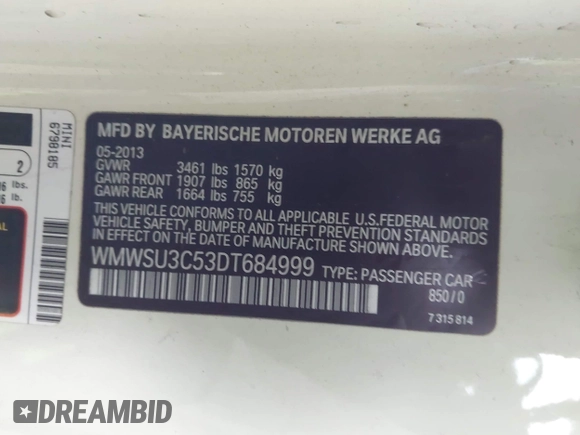 MFD BY BAYERISCHE MOTOREN WERKE AG
05-2013
GVWR 3461 lbs 1570 kg
GAWR FRONT 1907 lbs 865 kg
GAWR REAR 1664 lbs 755 kg
THIS VEHICLE CONFORMS TO ALL APPLICABLE U.S.FEDERAL MOTOR
VEHICLE SAFETY, BUMPER AND THEFT PREVENTION STANDARDS
IN EFFECT ON THE DATE OF MANUFACTURE SHOWN ABOVE.
WMWSU3C53DT684999 TYPE: PASSENGER CAR
850/0
7 315 814
MINI
6798185
2
lbs.
lb.
DREAMBID